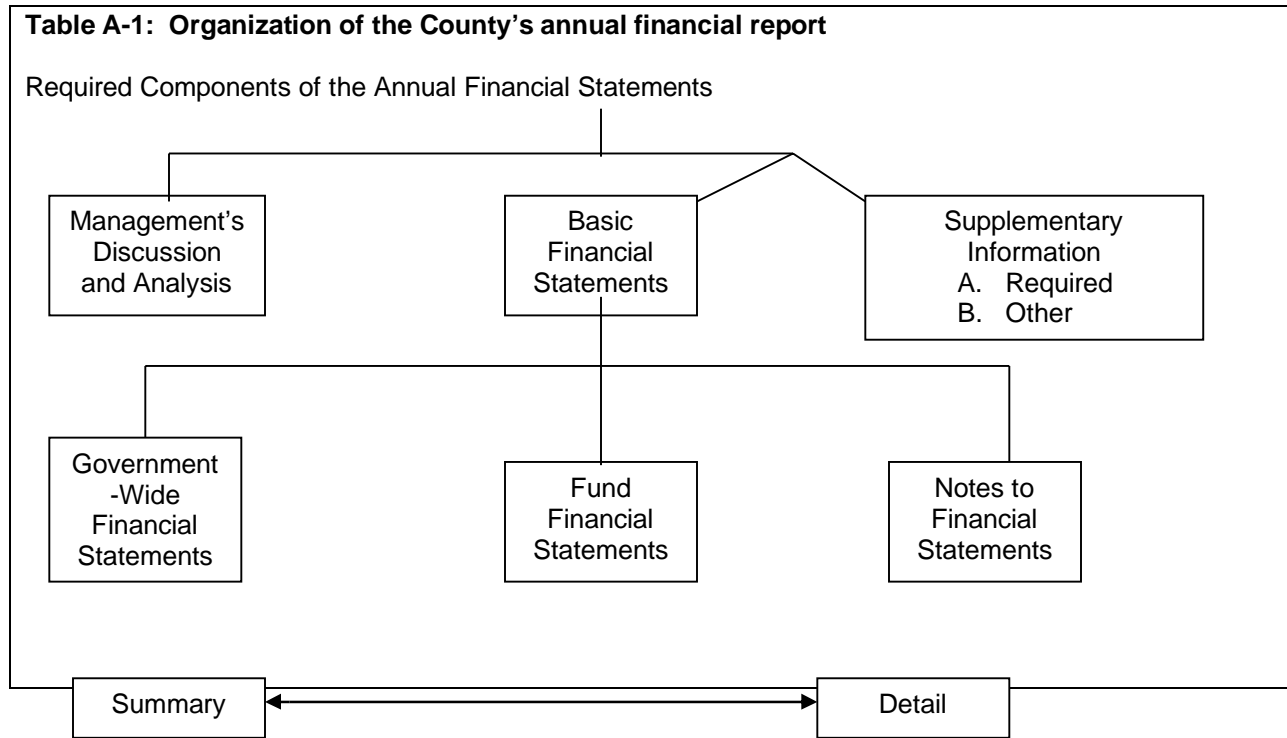 Table A-1:  Organization of the County’s annual financial report
Required Components of the Annual Financial Statements
Management’s
Discussion
and Analysis
Basic
Financial
Statements
Supplementary
Information
A. Required
B. Other
Government
-Wide
Financial
Statements
Fund
Financial
Statements
Notes to
Financial
Statements
Summary
Detail